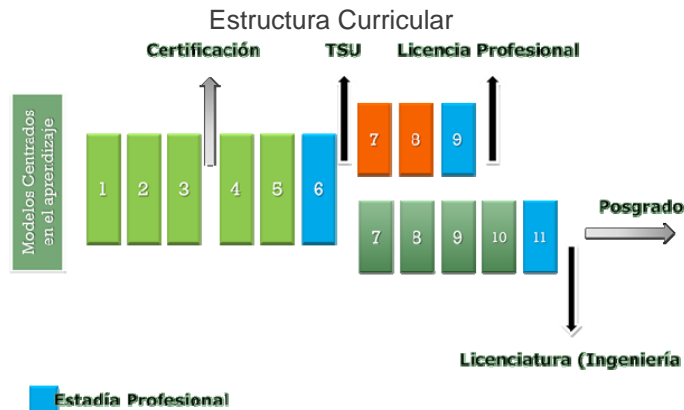 Estructura Curricular
Certificación TSU Licencia Profesional
Modelos Centrados
en el aprendizaje
1 2 3 4 5 6
7 8 9
7 8 9 10 11
Posgrado
Licenciatura (Ingeniería
Estadía Profesional